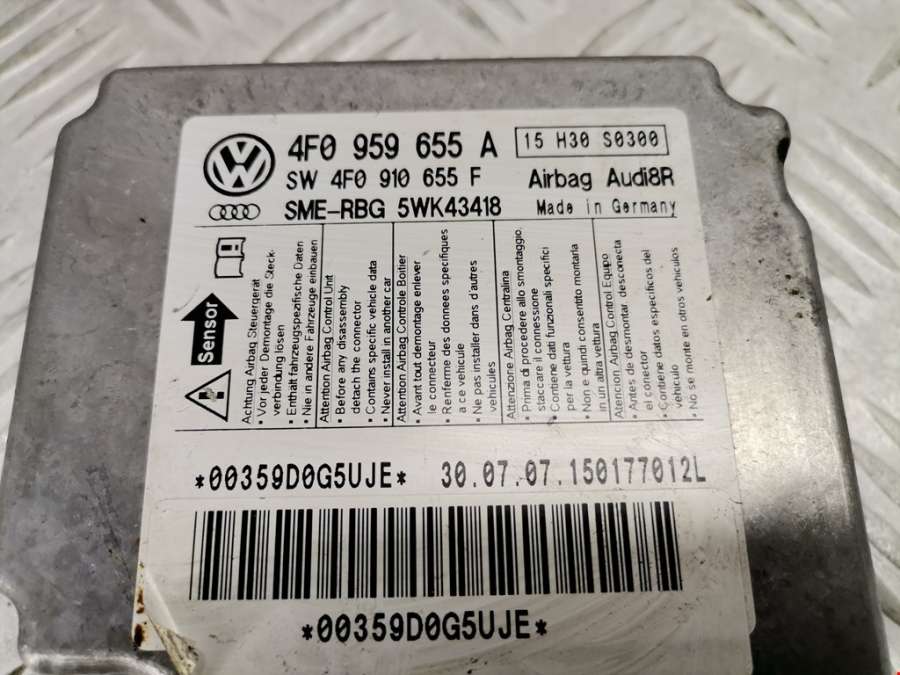 4F0 959 655 A
15 H30 S0300
SW 4F0 910 655 F
Airbag Audi8R
SME-RBG 5WK43418
Made in Germany
Sensor
Achtung Airbag Steuergerät
• Vor jeder Demontage die Steck-
verbindung lösen
• Enthält fahrzeugspezifische Daten
• Nie in andere Fahrzeuge einbauen
Attention Airbag Control Unit
• Before any disassembly
detach the connector
• Contains specific vehicle data
• Never install in another car
Attention Airbag Controle Boitier
• Avant tout demontage enlever
le connecteur
• Renferme des donnees specifiques
a ce vehicule
• Ne pas installer dans d'autres
vehicules
Attenzione Airbag Centralina
• Prima di procedere allo smontaggio,
staccare il connessione
• Contiene dati funzionali specifici
per la vettura
• Non e quindi consentito montarla
in un altra vettura
Atencion Airbag Control Equipo
• Antes de desmontar, desconecta
el conector
• Contiene datos especificos del
vehiculo
• No se monte en otros vehiculos
*00359D0G5UJE*
30.07.07.150177012L
*00359D0G5UJE*